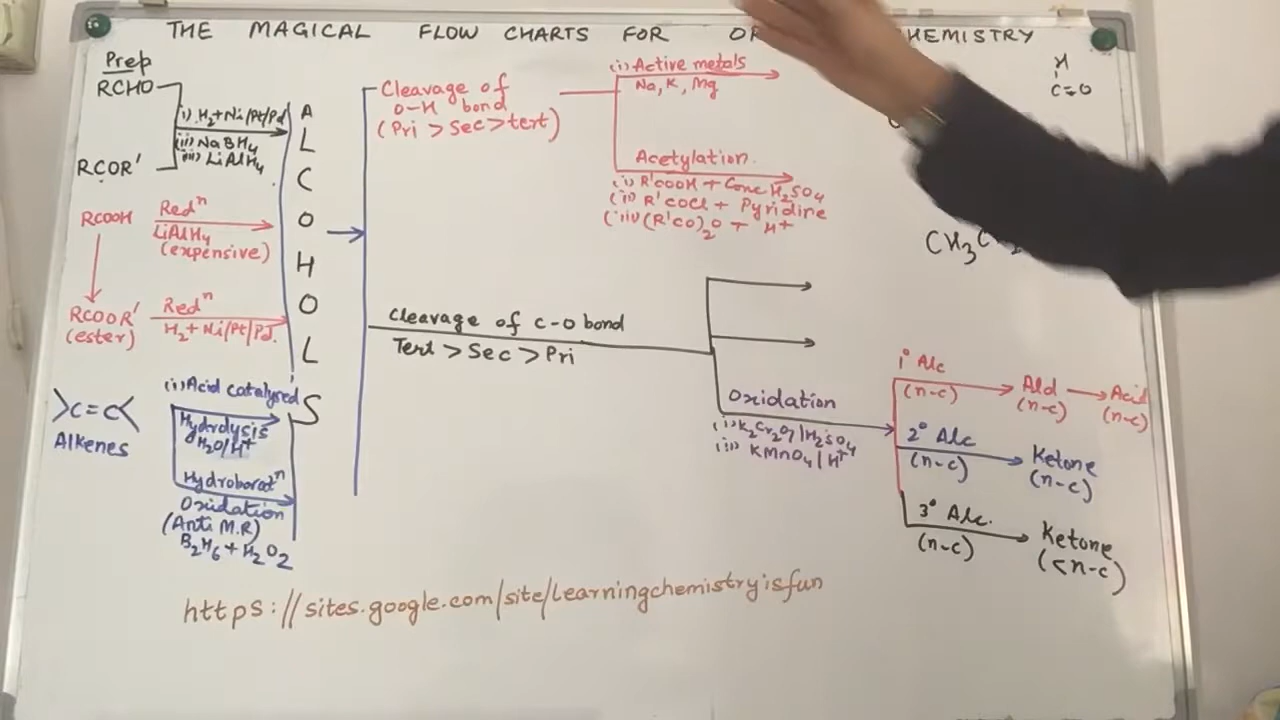 THE MAGICAL FLOW CHARTS FOR OR HEMISTRY
Prep
RCHO
RCOR'
i) H2+Ni/Pt/Pd
(ii) NaBH4
iii) LiAlH4
RCOOH
Redⁿ
LiAlH4
(expensive)
RCOOR'
(ester)
Redⁿ
H2+Ni/Pt/Pd.
>C=C<
Alkenes
(i) Acid catalysed
Hydrolysis
H2O/H+
Hydroboratⁿ
Oxidation
(Anti M.R)
B2H6+H2O2
ALCOHOLS
Cleavage of
O-H bond
(Pri > Sec > tert)
(i) Active metals
Na, K, Mg
Acetylation.
(i) R'COOH + Conc H2SO4
(ii) R'COCl + Pyridine
(iii) (R'CO)2O + H+
Cleavage of C-O bond
Tert > Sec > Pri
Oxidation
(i) K2Cr2O7/H2SO4
(ii) KMnO4/H+
1° Alc
(n-c)
Ald
(n-c)
Acid
(n-c)
2° Alc
(n-c)
Ketone
(n-c)
3° Alc.
(n-c)
Ketone
(<n-c)
H
C=O
CH3C
https://sites.google.com/site/learningchemistryisfun